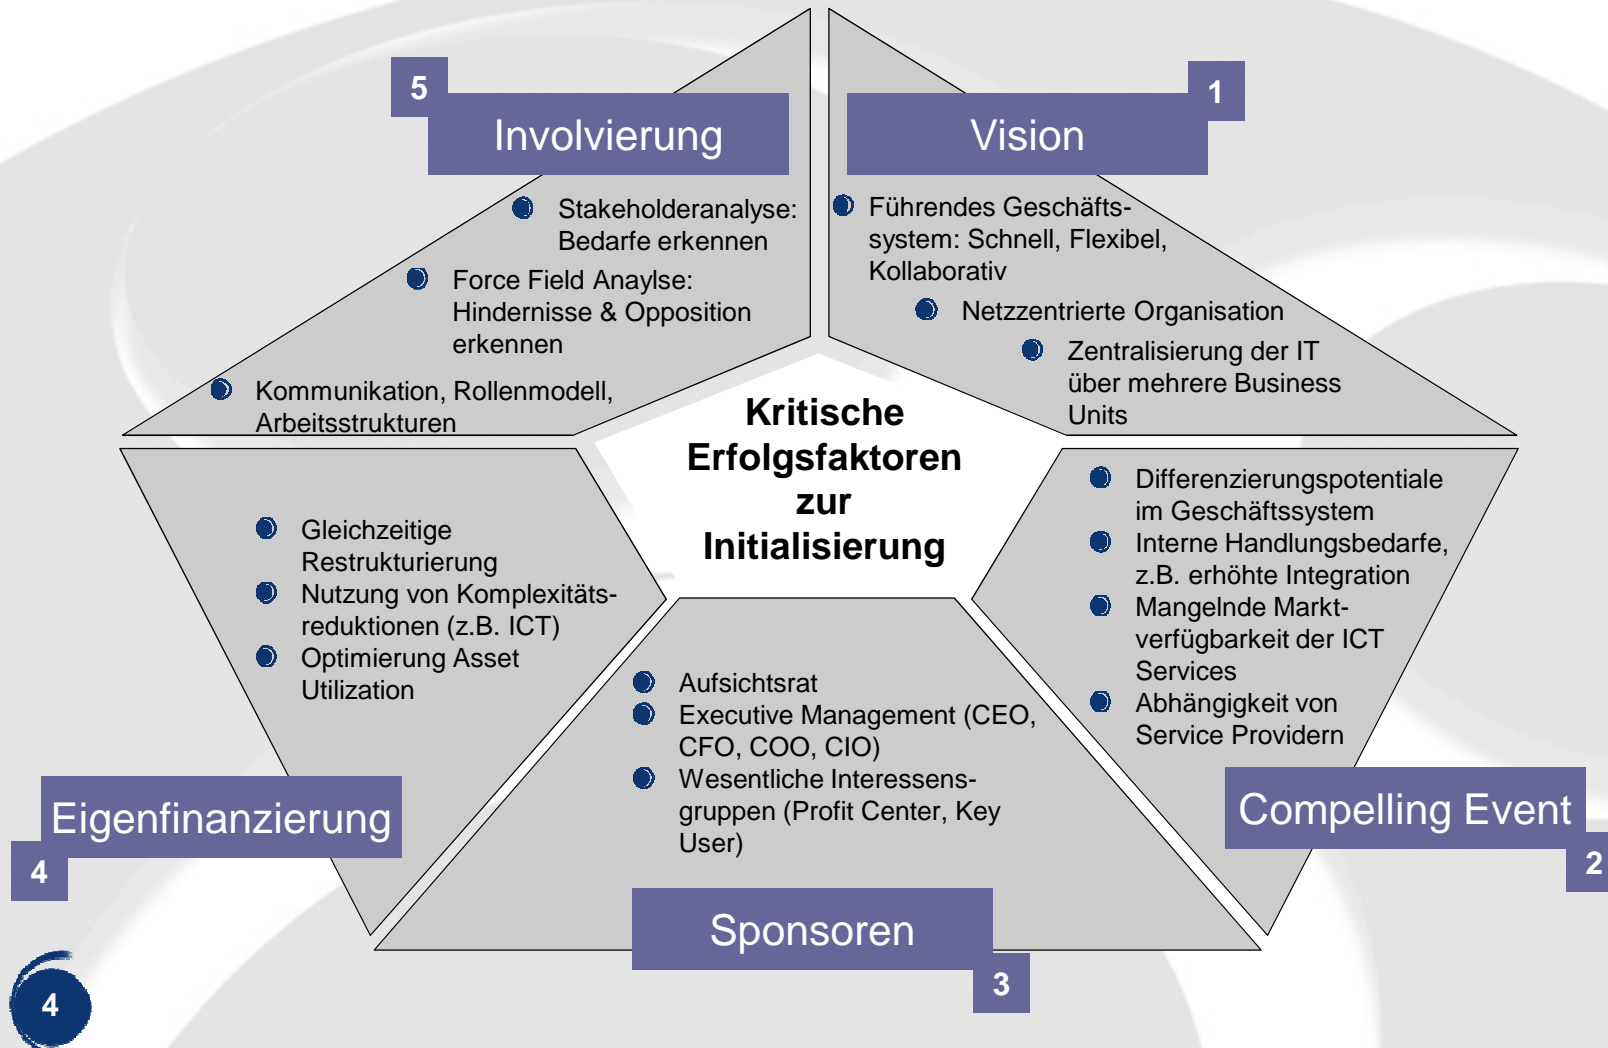 5
Involvierung
Stakeholderanalyse:
Bedarfe erkennen
Force Field Anaylse:
Hindernisse & Opposition
erkennen
Kommunikation, Rollenmodell,
Arbeitsstrukturen
1
Vision
Führendes Geschäfts-
system: Schnell, Flexibel,
Kollaborativ
Netzzentrierte Organisation
Zentralisierung der IT
über mehrere Business
Units
Kritische
Erfolgsfaktoren
zur
Initialisierung
Differenzierungspotentiale
im Geschäftssystem
Interne Handlungsbedarfe,
z.B. erhöhte Integration
Mangelnde Markt-
verfügbarkeit der ICT
Services
Abhängigkeit von
Service Providern
Compelling Event
2
Gleichzeitige
Restrukturierung
Nutzung von Komplexitäts-
reduktionen (z.B. ICT)
Optimierung Asset
Utilization
Eigenfinanzierung
4
Aufsichtsrat
Executive Management (CEO,
CFO, COO, CIO)
Wesentliche Interessens-
gruppen (Profit Center, Key
User)
Sponsoren
3
4